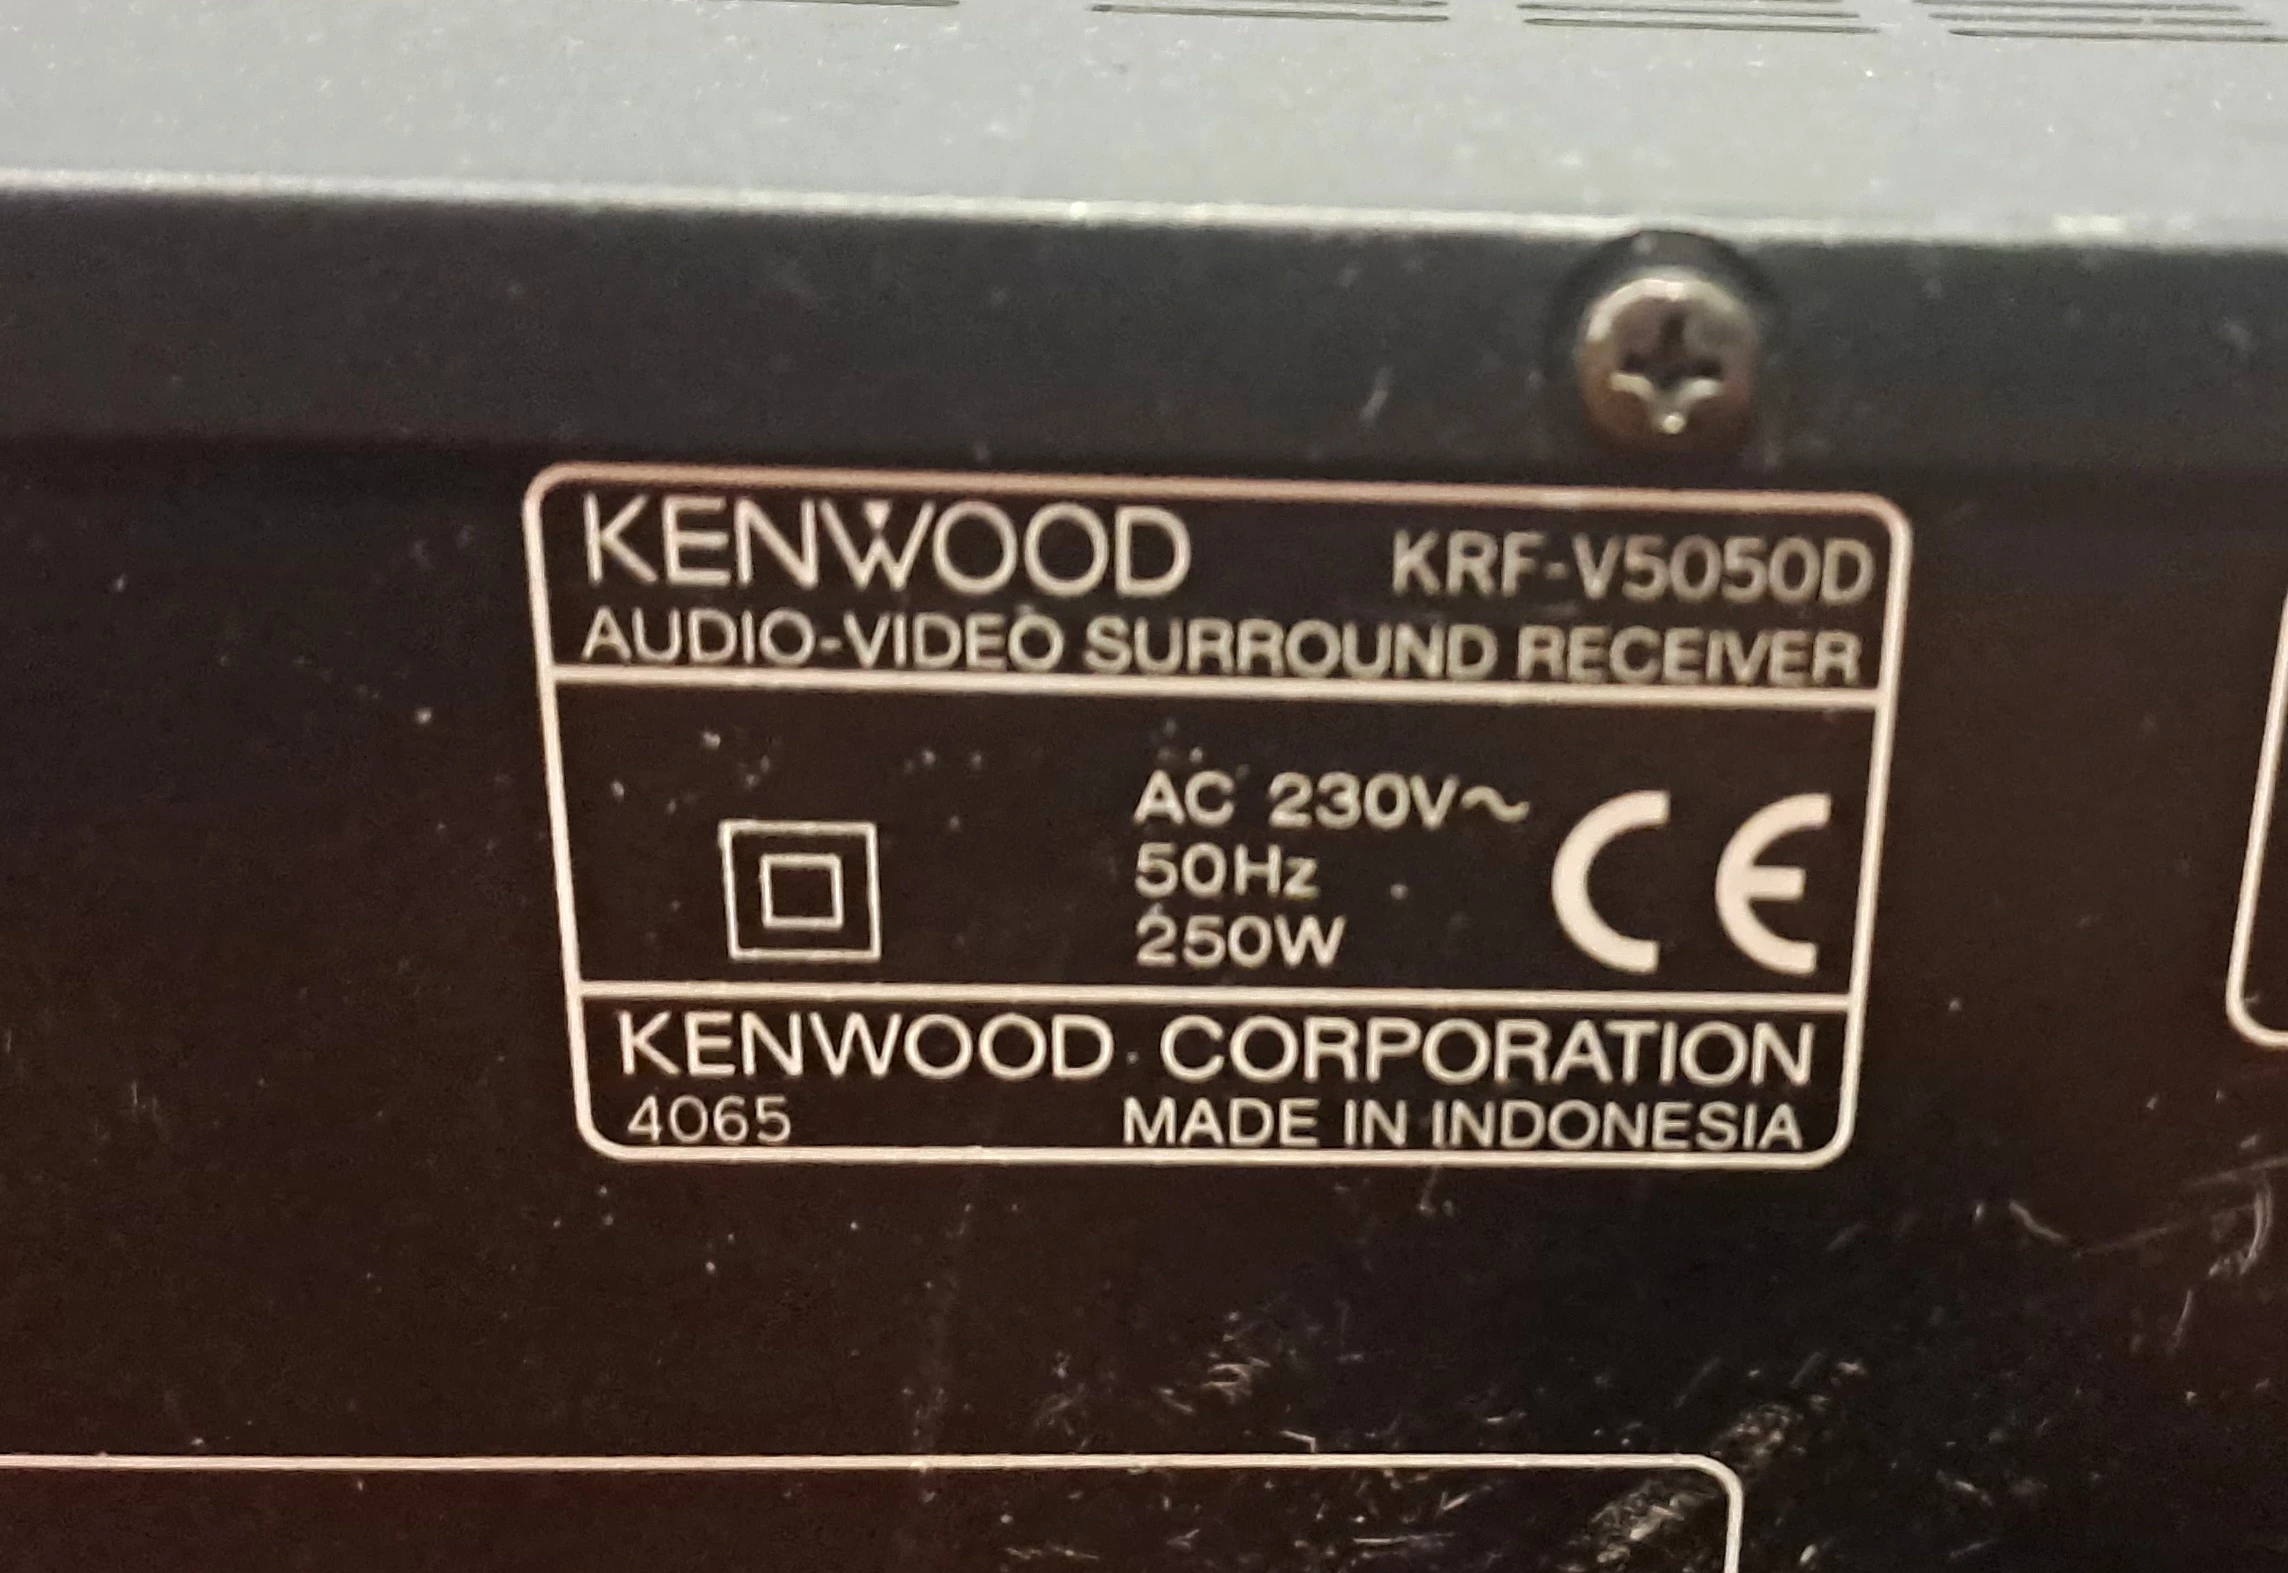 KENWOOD KRF-V5050D
AUDIO-VIDEO SURROUND RECEIVER
AC 230V~
50Hz
250W
CE
KENWOOD CORPORATION
4065 MADE IN INDONESIA